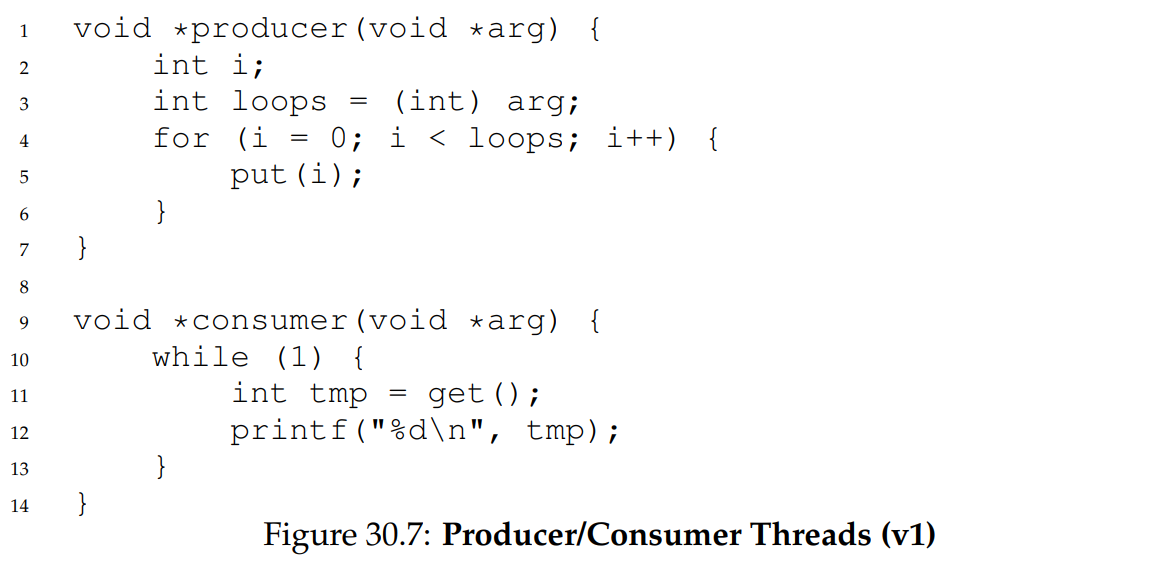 1 void *producer(void *arg) {
2 int i;
3 int loops = (int) arg;
4 for (i = 0; i < loops; i++) {
5 put(i);
6 }
7 }
8
9 void *consumer(void *arg) {
10 while (1) {
11 int tmp = get();
12 printf("%d\n", tmp);
13 }
14 }
Figure 30.7: Producer/Consumer Threads (v1)